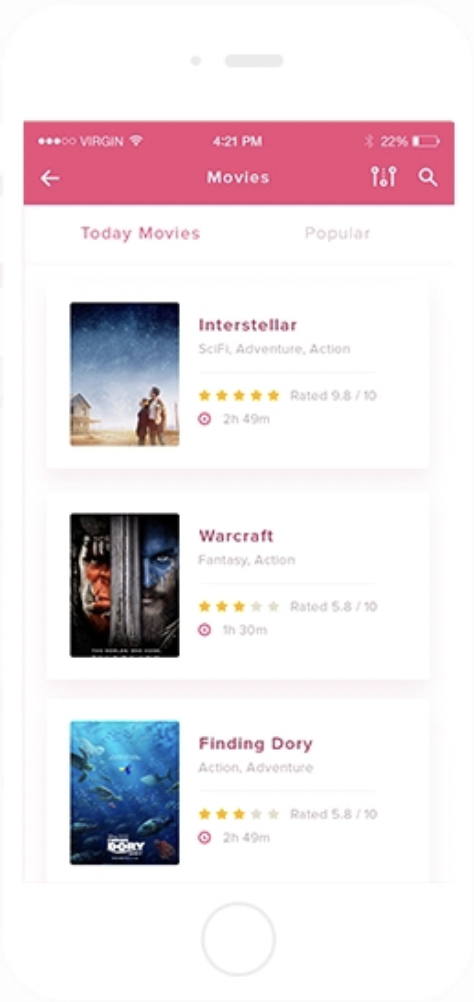 VIRGIN 4:21 PM 22%
Movies
Today Movies Popular
Interstellar
SciFi, Adventure, Action
Rated 9.8 / 10
2h 49m
Warcraft
Fantasy, Action
Rated 5.8 / 10
1h 30m
Finding Dory
Action, Adventure
Rated 5.8 / 10
2h 49m
DORY